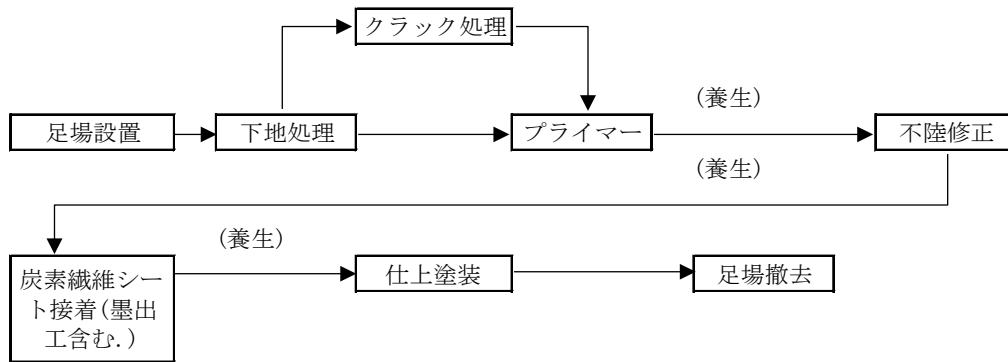 クラック処理
(養生)
足場設置
下地処理
プライマー
不陸修正
(養生)
(養生)
炭素繊維シー
ト接着(墨出
工含む.)
仕上塗装
足場撤去